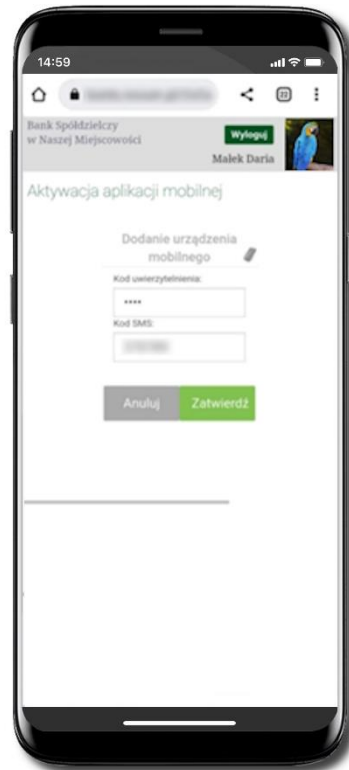 14:59
22
Bank Spółdzielczy
w Naszej Miejscowości
Wyloguj
Małek Daria
Aktywacja aplikacji mobilnej
Dodanie urządzenia
mobilnego
Kod uwierzytelnienia:
••••
Kod SMS:
Anuluj
Zatwierdź